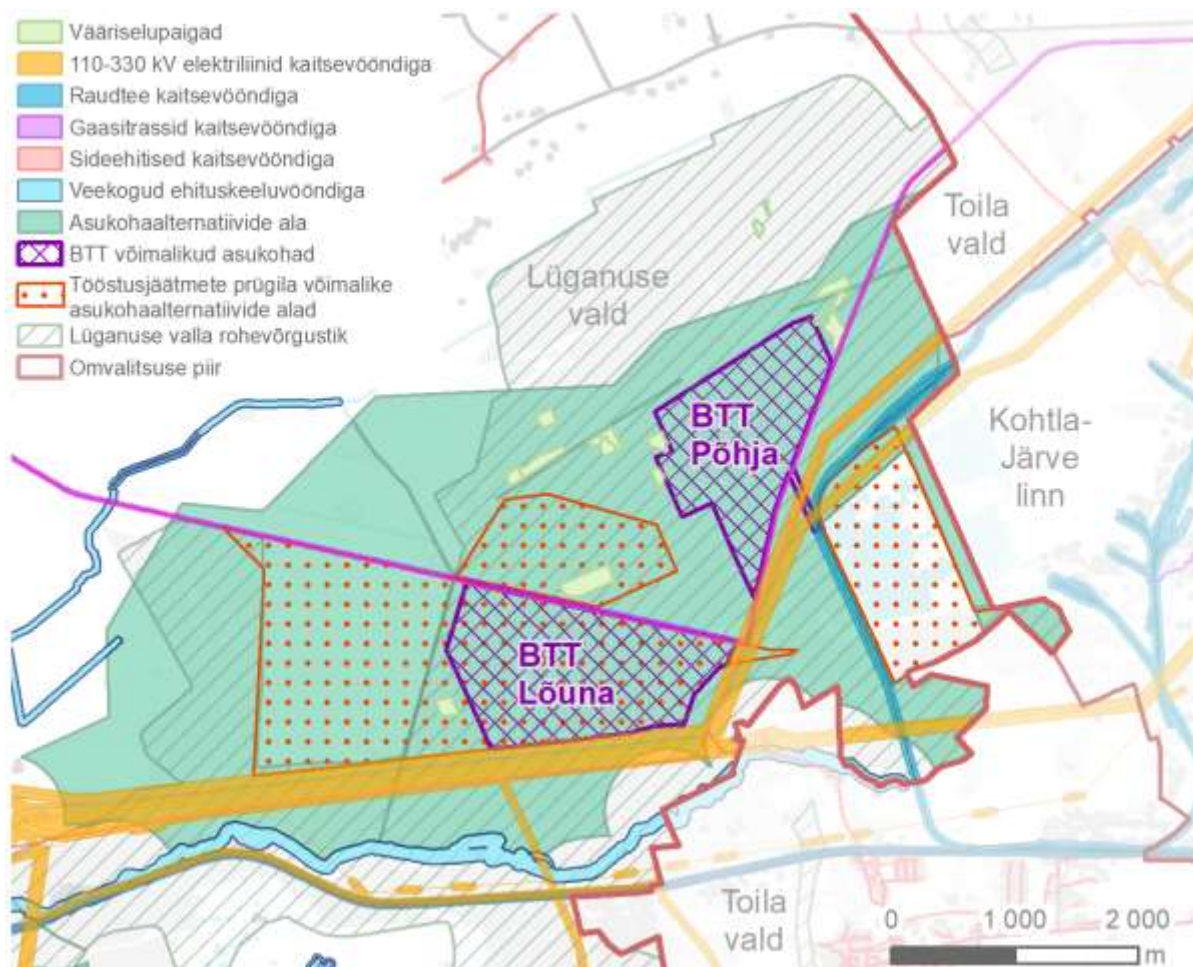 Vääriselupaigad
110-330 kV elektriliinid kaitsevööndiga
Raudtee kaitsevööndiga
Gaasitrassid kaitsevööndiga
Sideehitised kaitsevööndiga
Veekogud ehituskeeluvööndiga
Asukohaalternatiivide ala
BTT võimalikud asukohad
Tööstusjäätmete prügila võimalike
asukohaalternatiivide alad
Lüganuse valla rohevõrgustik
Omvalitsuse piir
Toila
vald
Lüganuse
vald
BTT
Põhja
Kohtla-
Järve
linn
BTT
Lõuna
Toila
vald
0 1 000 2 000
m